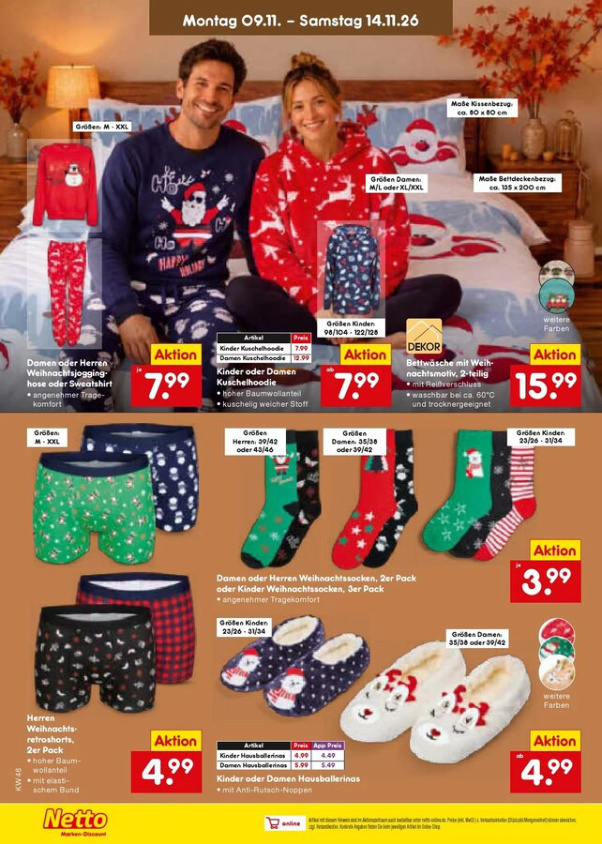 Montag 09.11. – Samstag 14.11.26
Größen: M - XXL
Maße Kissenbezug:
ca. 80 x 80 cm
Größen Damen:
M/L oder XL/XXL
Maße Bettdeckenbezug:
ca. 135 x 200 cm
Ho
HAPPY
HOLIDAY
Größen Kinder:
98/104 - 122/128
weitere
Farben
Damen oder Herren
Weihnachtsjogging-
hose oder Sweatshirt
• angenehmer Trage-
komfort
Aktion
je
7.99
Artikel Preis
Kinder Kuschelhoodie 7.99
Damen Kuschelhoodie 12.99
Kinder oder Damen
Kuschelhoodie
• hoher Baumwollanteil
• kuschelig weicher Stoff
Aktion
ab
7.99
DEKOR
Bettwäsche mit Weih-
nachtsmotiv, 2-teilig
• mit Reißverschluss
• waschbar bei ca. 60°C
und trocknergeeignet
Aktion
15.99
Größen:
M - XXL
Größen
Herren: 39/42
oder 43/46
Größen
Damen: 35/38
oder 39/42
Größen Kinder:
23/26 - 31/34
Damen oder Herren Weihnachtssocken, 2er Pack
oder Kinder Weihnachtssocken, 3er Pack
• angenehmer Tragekomfort
Aktion
je
3.99
Größen Kinder:
23/26 - 31/34
Größen Damen:
35/38 oder 39/42
weitere
Farben
Herren
Weihnachts-
retroshorts,
2er Pack
• hoher Baum-
wollanteil
• mit elasti-
schem Bund
Aktion
4.99
Artikel Preis App Preis
Kinder Hausballerinas 4.99 4.49
Damen Hausballerinas 5.99 5.49
Kinder oder Damen Hausballerinas
• mit Anti-Rutsch-Noppen
Aktion
ab
4.99
KW 46
Netto
Marken-Discount
online